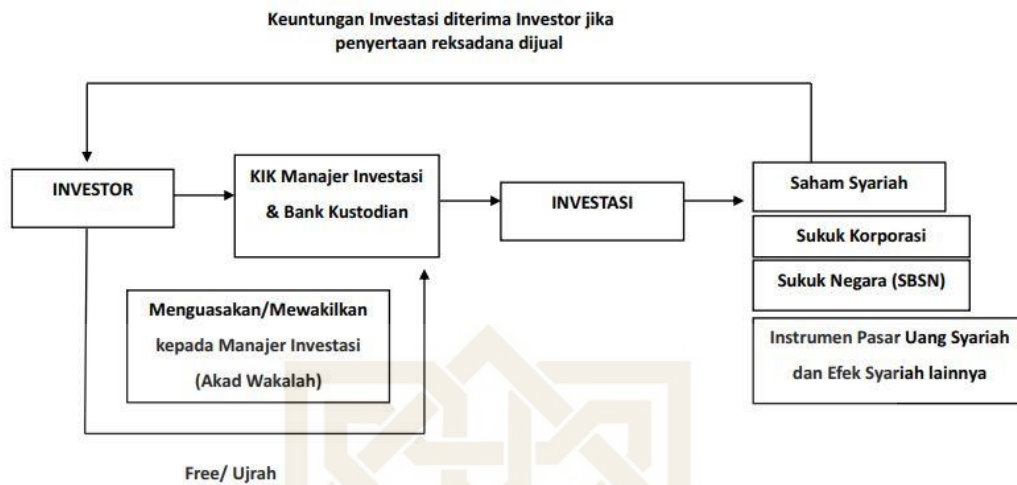 Keuntungan Investasi diterima Investor jika
penyertaan reksadana dijual
INVESTOR
KIK Manajer Investasi
& Bank Kustodian
INVESTASI
Saham Syariah
Sukuk Korporasi
Sukuk Negara (SBSN)
Instrumen Pasar Uang Syariah
dan Efek Syariah lainnya
Menguasakan/Mewakilkan
kepada Manajer Investasi
(Akad Wakalah)
Free/ Ujrah